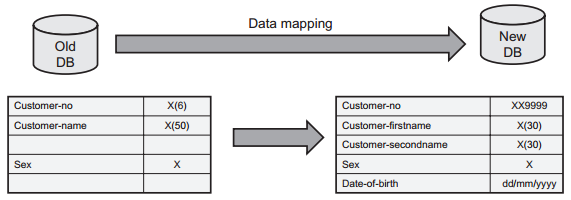 Data mapping
Old
DB
New
DB
Customer-no X(6)
Customer-name X(50)
Sex X
Customer-no XX9999
Customer-firstname X(30)
Customer-secondname X(30)
Sex X
Date-of-birth dd/mm/yyyy